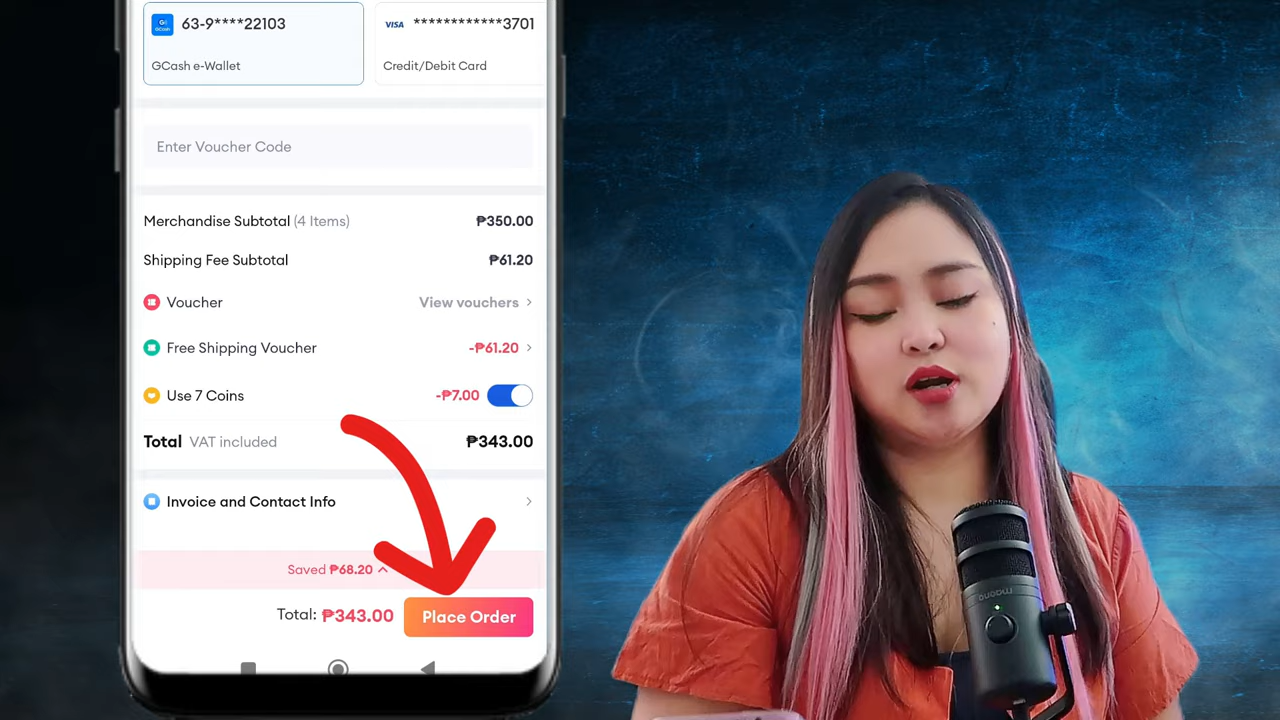 63-9****22103
GCash e-Wallet
VISA ************3701
Credit/Debit Card
Enter Voucher Code
Merchandise Subtotal (4 Items) ₱350.00
Shipping Fee Subtotal ₱61.20
Voucher View vouchers >
Free Shipping Voucher -₱61.20 >
Use 7 Coins -₱7.00
Total VAT included ₱343.00
Invoice and Contact Info >
Saved ₱68.20
Total: ₱343.00 Place Order
maono